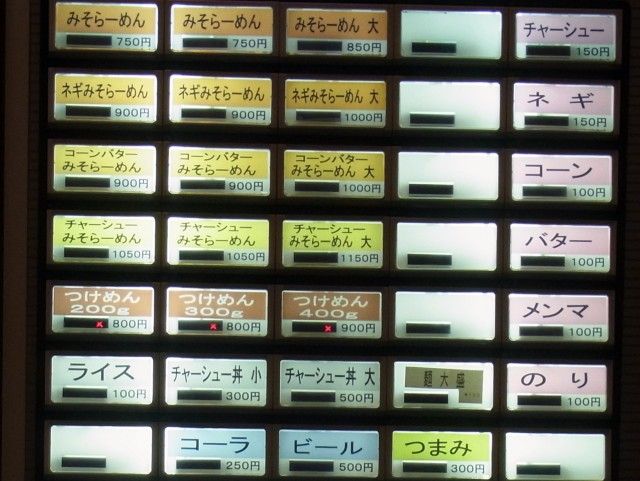 みそらーめん
750円
みそらーめん
750円
みそらーめん 大
850円
チャーシュー
150円
ネギみそらーめん
900円
ネギみそらーめん
900円
ネギみそらーめん 大
1000円
ネギ
150円
コーンバター
みそらーめん
900円
コーンバター
みそらーめん
900円
コーンバター
みそらーめん 大
1000円
コーン
100円
チャーシュー
みそらーめん
1050円
チャーシュー
みそらーめん
1050円
チャーシュー
みそらーめん 大
1150円
バター
100円
つけめん
200g
×800円
つけめん
300g
×800円
つけめん
400g
×900円
メンマ
100円
ライス
100円
チャーシュー丼 小
300円
チャーシュー丼 大
500円
麺大盛
のり
100円
コーラ
250円
ビール
500円
つまみ
300円